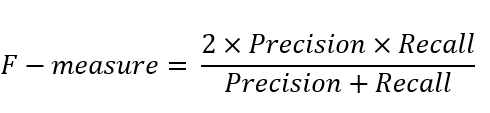 F − measure = 2 × Precision × Recall / Precision + Recall